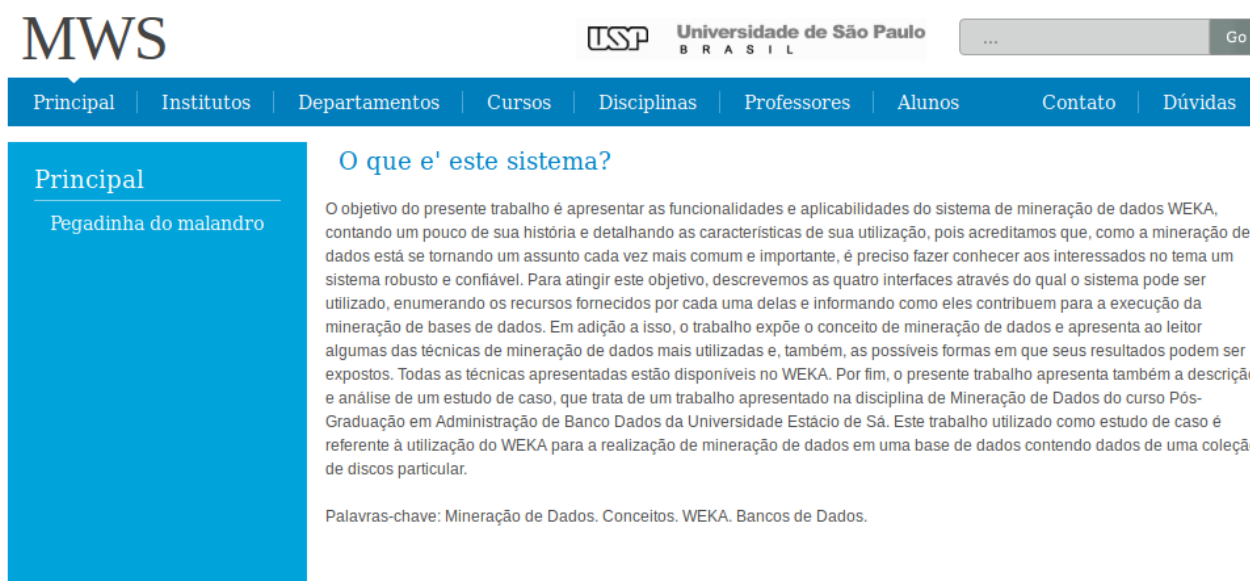 MWS
USP
Universidade de São Paulo
BRASIL
...
Go
Principal
Institutos
Departamentos
Cursos
Disciplinas
Professores
Alunos
Contato
Dúvidas
Principal
Pegadinha do malandro
O que e' este sistema?
O objetivo do presente trabalho é apresentar as funcionalidades e aplicabilidades do sistema de mineração de dados WEKA,
contando um pouco de sua história e detalhando as características de sua utilização, pois acreditamos que, como a mineração de
dados está se tornando um assunto cada vez mais comum e importante, é preciso fazer conhecer aos interessados no tema um
sistema robusto e confiável. Para atingir este objetivo, descrevemos as quatro interfaces através do qual o sistema pode ser
utilizado, enumerando os recursos fornecidos por cada uma delas e informando como eles contribuem para a execução da
mineração de bases de dados. Em adição a isso, o trabalho expõe o conceito de mineração de dados e apresenta ao leitor
algumas das técnicas de mineração de dados mais utilizadas e, também, as possíveis formas em que seus resultados podem ser
expostos. Todas as técnicas apresentadas estão disponíveis no WEKA. Por fim, o presente trabalho apresenta também a descriçã
e análise de um estudo de caso, que trata de um trabalho apresentado na disciplina de Mineração de Dados do curso Pós-
Graduação em Administração de Banco Dados da Universidade Estácio de Sá. Este trabalho utilizado como estudo de caso é
referente à utilização do WEKA para a realização de mineração de dados em uma base de dados contendo dados de uma coleçã
de discos particular.
Palavras-chave: Mineração de Dados. Conceitos. WEKA. Bancos de Dados.